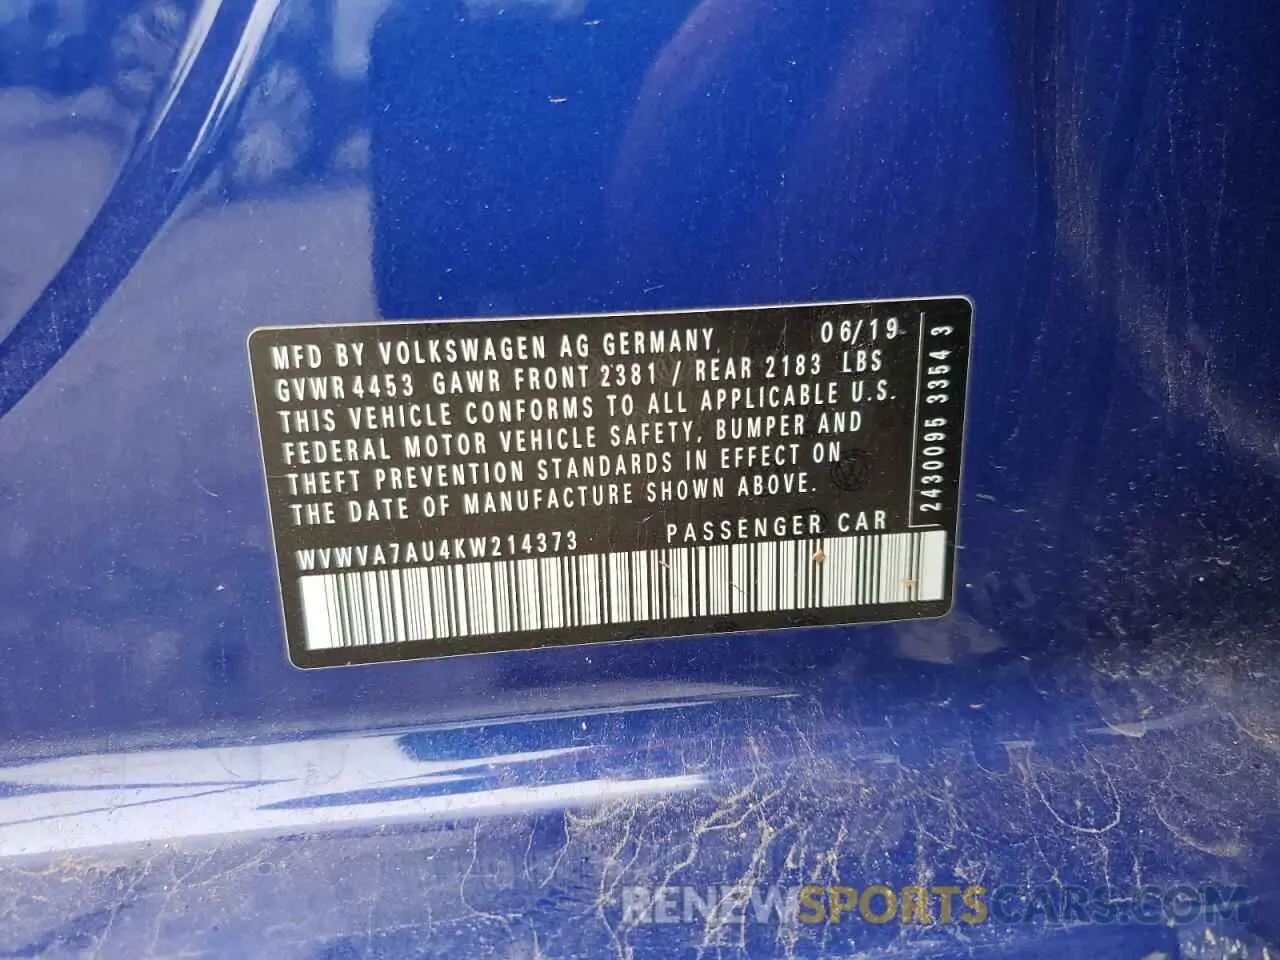 MFD BY VOLKSWAGEN AG GERMANY 06/19
GVWR 4453 GAWR FRONT 2381 / REAR 2183 LBS
THIS VEHICLE CONFORMS TO ALL APPLICABLE U.S.
FEDERAL MOTOR VEHICLE SAFETY, BUMPER AND
THEFT PREVENTION STANDARDS IN EFFECT ON
THE DATE OF MANUFACTURE SHOWN ABOVE.
WVWVA7AU4KW214373 PASSENGER CAR
2430095 3354 3
RENEWSPORTSCARS.COM